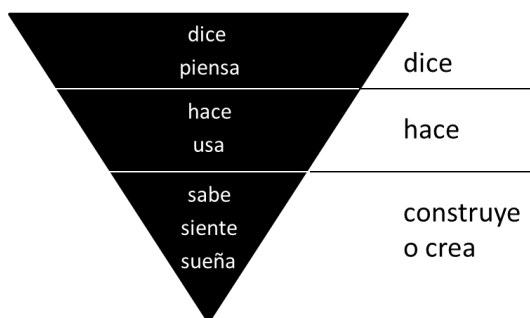 dice
piensa
dice
hace
usa
hace
sabe
siente
sueña
construye
o crea